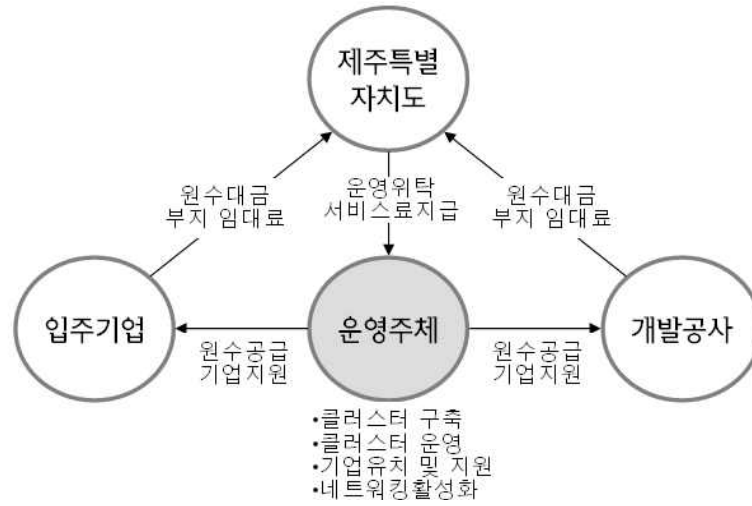 제주특별
자치도
원수대금
부지 임대료
운영위탁
서비스료지급
원수대금
부지 임대료
입주기업
운영주체
개발공사
원수공급
기업지원
원수공급
기업지원
•클러스터 구축
•클러스터 운영
•기업유치 및 지원
•네트워킹활성화